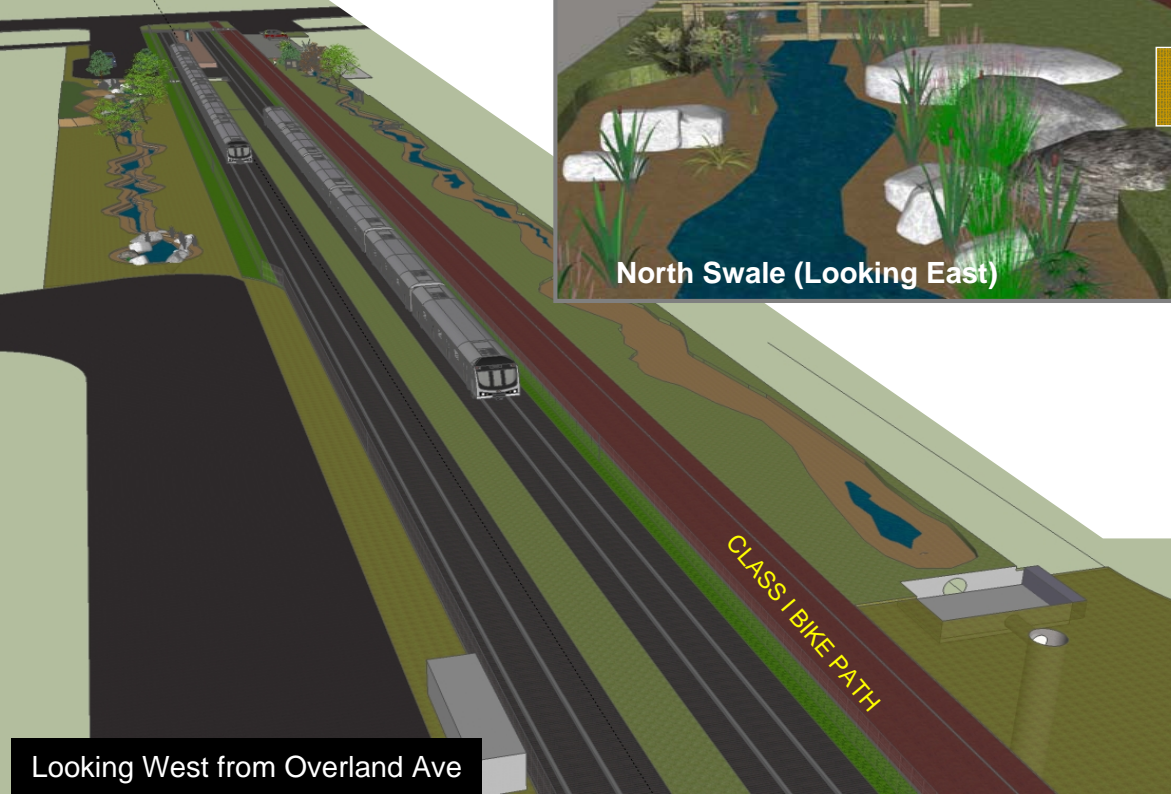 North Swale (Looking East)
CLASS I BIKE PATH
Looking West from Overland Ave